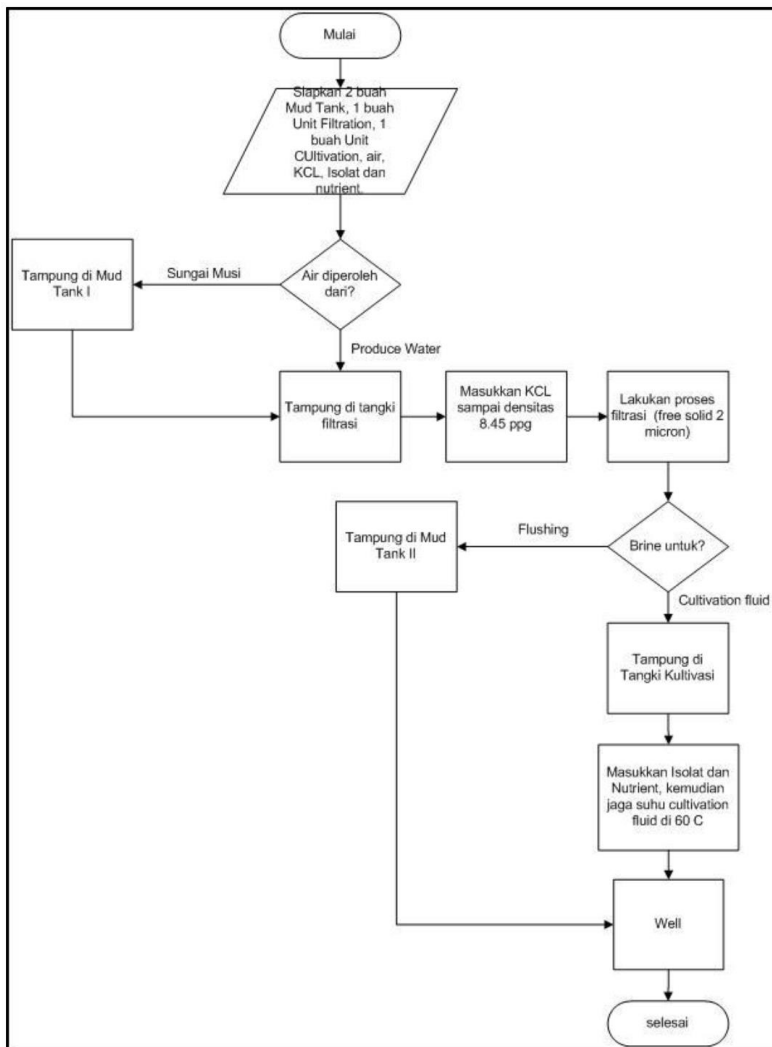 Mulai
Siapkan 2 buah
Mud Tank, 1 buah
Unit Filtration, 1
buah Unit
CUltivation, air,
KCL, Isolat dan
nutrient.
Air diperoleh
dari?
Sungai Musi
Tampung di Mud
Tank I
Produce Water
Tampung di tangki
filtrasi
Masukkan KCL
sampai densitas
8.45 ppg
Lakukan proses
filtrasi (free solid 2
micron)
Brine untuk?
Flushing
Tampung di Mud
Tank II
Cultivation fluid
Tampung di
Tangki Kultivasi
Masukkan Isolat dan
Nutrient, kemudian
jaga suhu cultivation
fluid di 60 C
Well
selesai